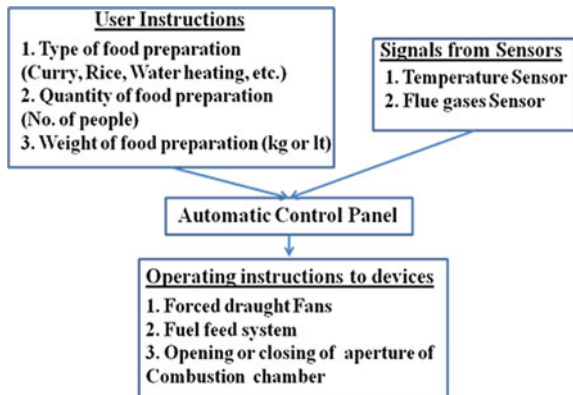 User Instructions
1. Type of food preparation
(Curry, Rice, Water heating, etc.)
2. Quantity of food preparation
(No. of people)
3. Weight of food preparation (kg or lt)
Signals from Sensors
1. Temperature Sensor
2. Flue gases Sensor
Automatic Control Panel
Operating instructions to devices
1. Forced draught Fans
2. Fuel feed system
3. Opening or closing of aperture of
Combustion chamber